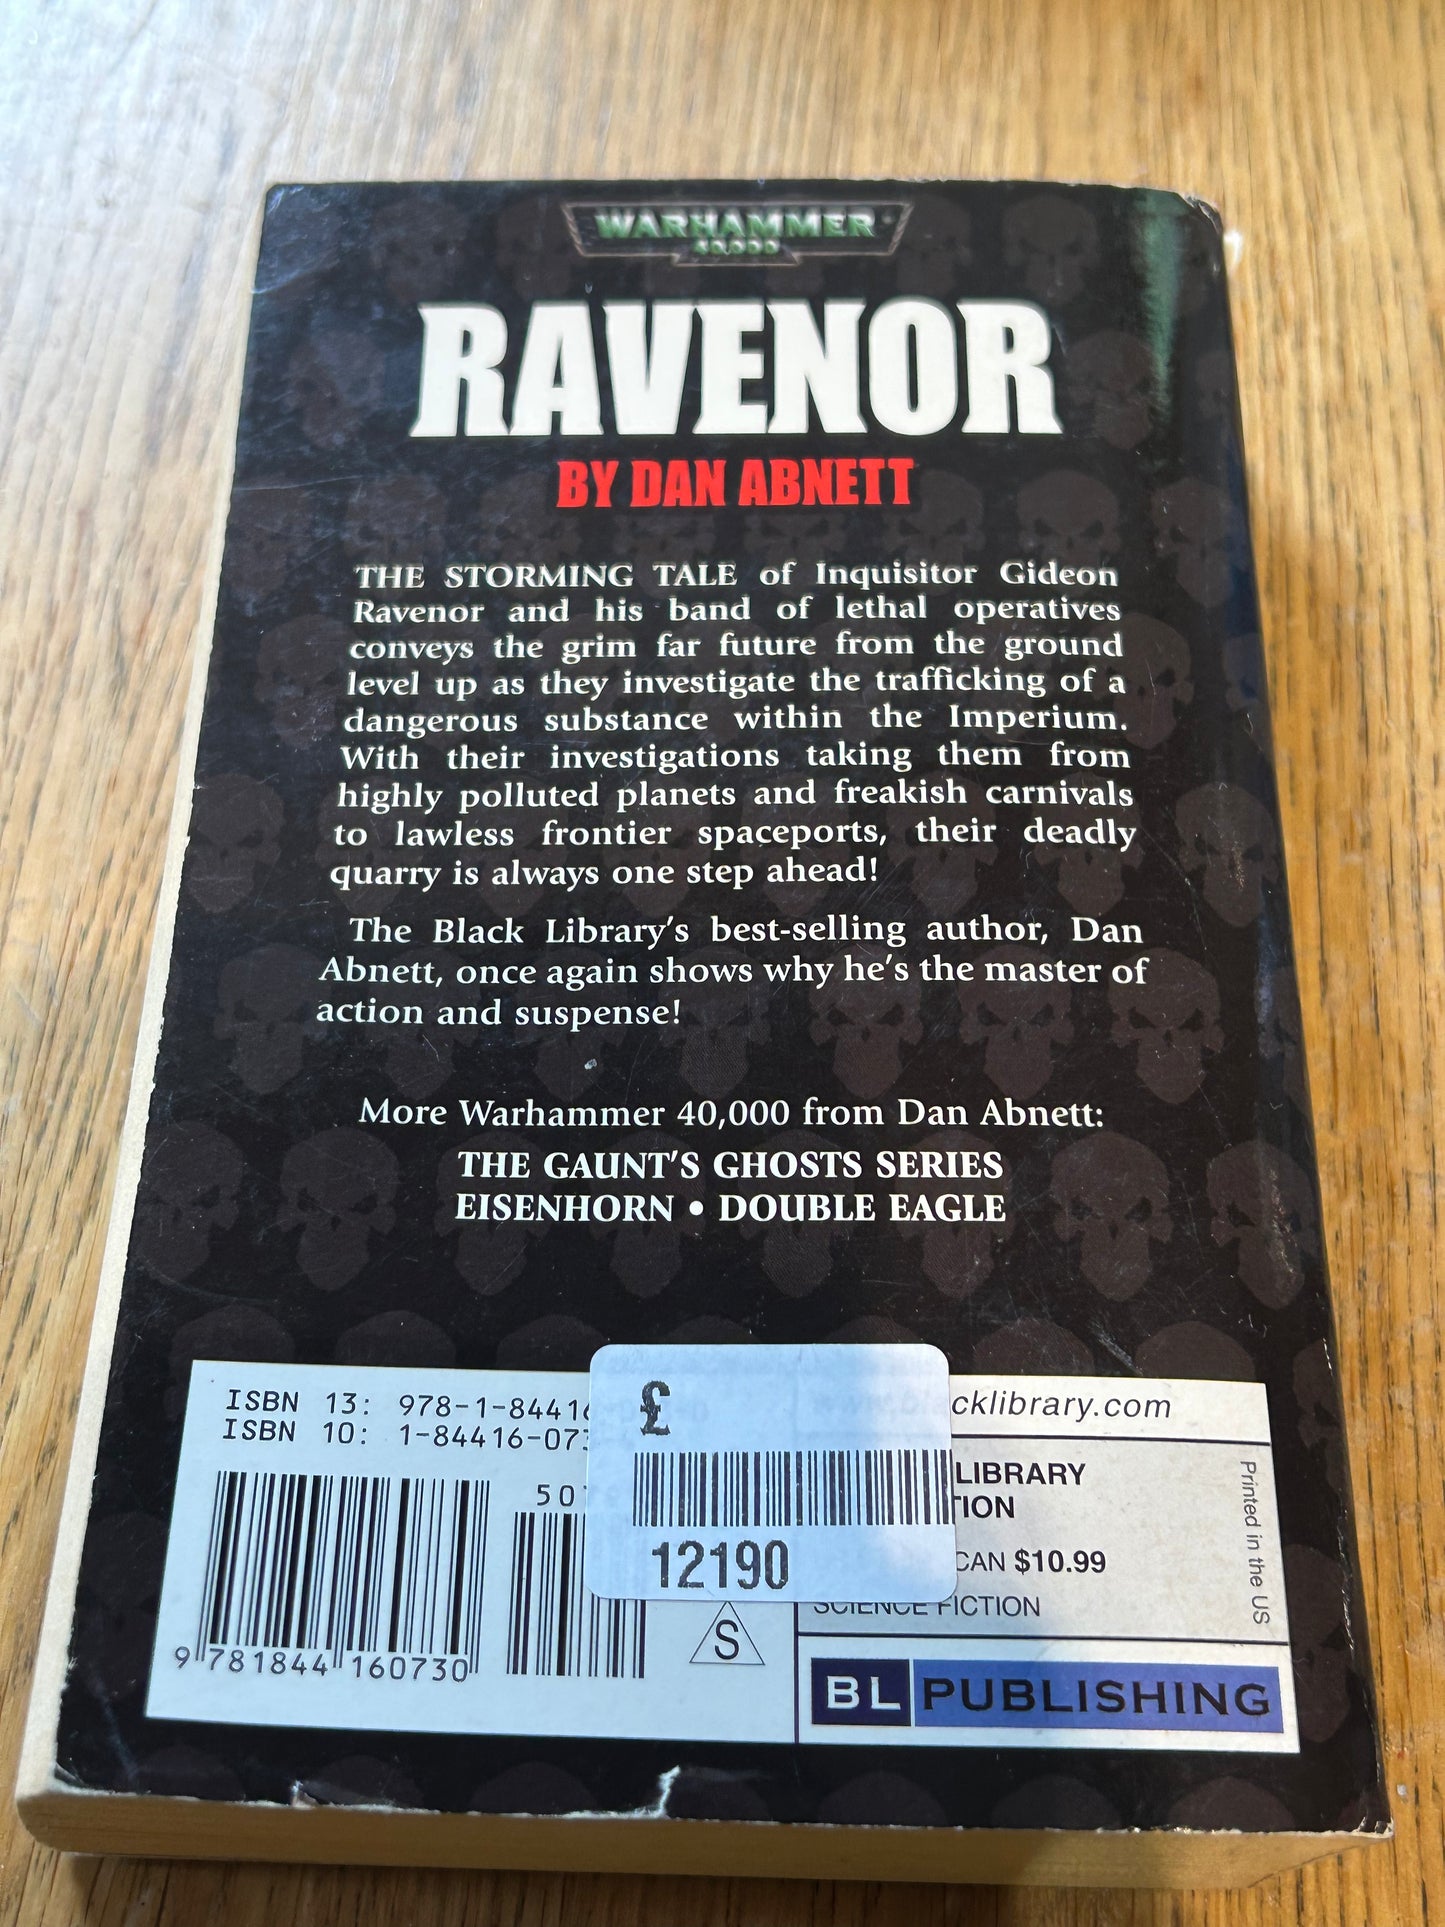 WARHAMMER
40,000
RAVENOR
BY DAN ABNETT
THE STORMING TALE of Inquisitor Gideon
Ravenor and his band of lethal operatives
conveys the grim far future from the ground
level up as they investigate the trafficking of a
dangerous substance within the Imperium.
With their investigations taking them from
highly polluted planets and freakish carnivals
to lawless frontier spaceports, their deadly
quarry is always one step ahead!
The Black Library's best-selling author, Dan
Abnett, once again shows why he's the master of
action and suspense!
More Warhammer 40,000 from Dan Abnett:
THE GAUNT'S GHOSTS SERIES
EISENHORN • DOUBLE EAGLE
ISBN 13: 978-1-8441
ISBN 10: 1-84416-07
50
9 781844 160730
£
12190
S
cklibrary.com
LIBRARY
TION
CAN $10.99
SCIENCE FICTION
Printed in the US
BL PUBLISHING